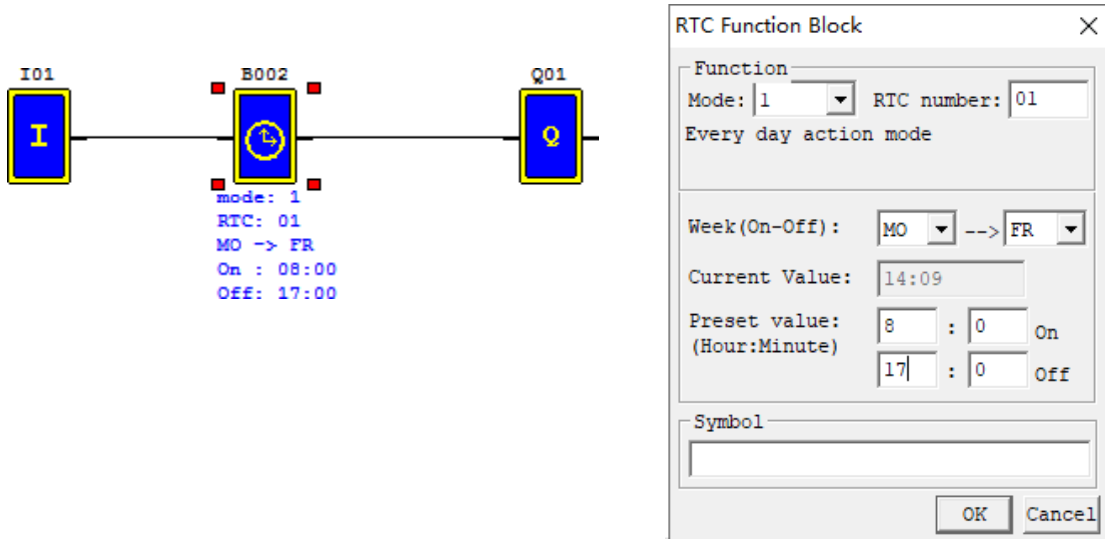 I01
B002
Q01
I
Q
mode: 1
RTC: 01
MO -> FR
On : 08:00
Off: 17:00
RTC Function Block
Function
Mode: 1 RTC number: 01
Every day action mode
Week(On-Off): MO --> FR
Current Value: 14:09
Preset value: 8 : 0 On
(Hour:Minute)
17 : 0 Off
Symbol
OK Cancel